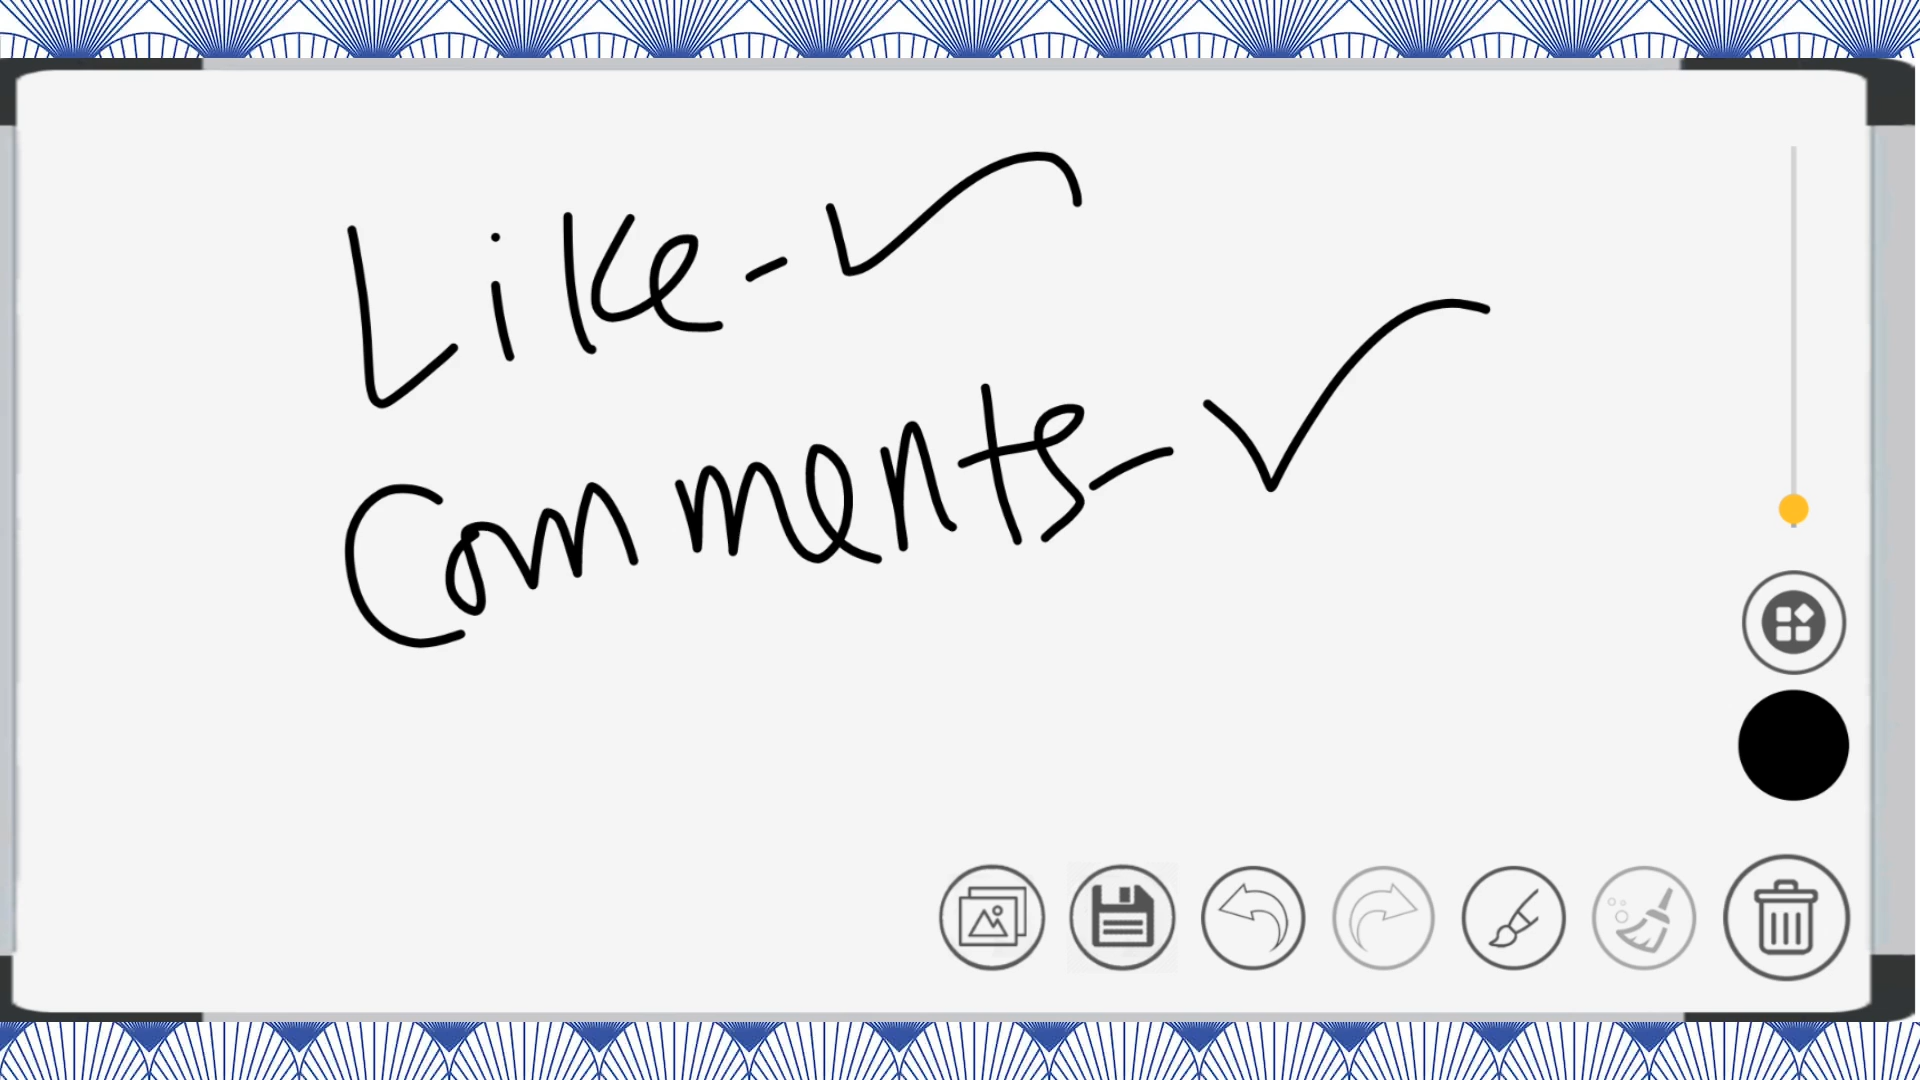 Like - ✓
Comments - ✓